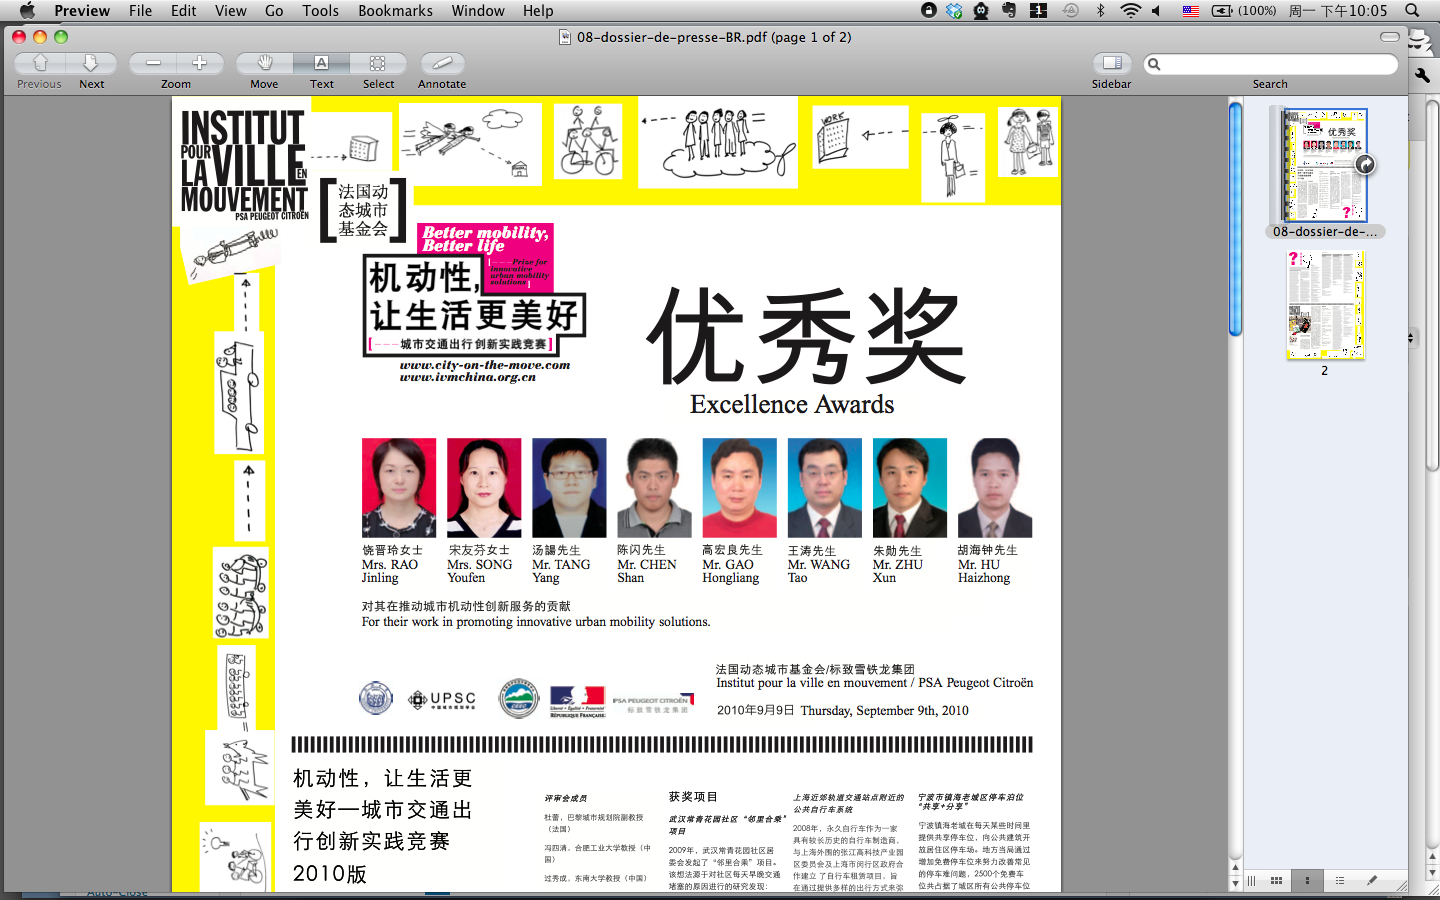 Preview File Edit View Go Tools Bookmarks Window Help
(100%) 周一 下午10:05
08-dossier-de-presse-BR.pdf (page 1 of 2)
Previous Next Zoom Move Text Select Annotate Sidebar Search
INSTITUT
POUR
LA VILLE EN
MOUVEMENT
PSA PEUGEOT CITROËN
WORK
[法国动
态城市
基金会]
Better mobility,
Better life
[----Prize for
innovative
urban mobility
solutions]
机动性,
让生活更美好
[---城市交通出行创新实践竞赛]
www.city-on-the-move.com
www.ivmchina.org.cn
优秀奖
Excellence Awards
饶晋玲女士
Mrs. RAO
Jinling
宋友芬女士
Mrs. SONG
Youfen
汤諹先生
Mr. TANG
Yang
陈闪先生
Mr. CHEN
Shan
高宏良先生
Mr. GAO
Hongliang
王涛先生
Mr. WANG
Tao
朱勋先生
Mr. ZHU
Xun
胡海钟先生
Mr. HU
Haizhong
对其在推动城市机动性创新服务的贡献
For their work in promoting innovative urban mobility solutions.
UPSC
Liberté • Égalité • Fraternité
RÉPUBLIQUE FRANÇAISE
PSA PEUGEOT CITROËN
标致雪铁龙集团
法国动态城市基金会/标致雪铁龙集团
Institut pour la ville en mouvement / PSA Peugeot Citroën
2010年9月9日 Thursday, September 9th, 2010
机动性，让生活更
美好—城市交通出
行创新实践竞赛
2010版
评审会成员
杜蕾，巴黎城市规划院副教授
（法国）
冯四清，合肥工业大学教授（中
国）
过秀成，东南大学教授（中国）
获奖项目
武汉常青花园社区“邻里合乘”
项目
2009年，武汉常青花园社区居
委会发起了“邻里合乘”项目。
该想法源于对社区每天早晚交通
堵塞的原因进行的研究发现：
上海近郊轨道交通站点附近的
公共自行车系统
2008年，永久自行车作为一家
具有较长历史的自行车制造商，
与上海外围的张江高科技产业园
区委员会及上海市闵行区政府合
作建立了自行车租赁项目，旨
在通过提供多样的出行方式来弥
宁波市镇海老城区停车泊位
“共享+分享”
宁波镇海老城在每天某些时间里
提供共享停车位，向公共建筑开
放居住区停车场。地方当局通过
增加免费停车位来努力改善常见
的停车难问题，2500个免费车
位共占据了城区所有公共停车位
08-dossier-de-...
2
Auto-Close